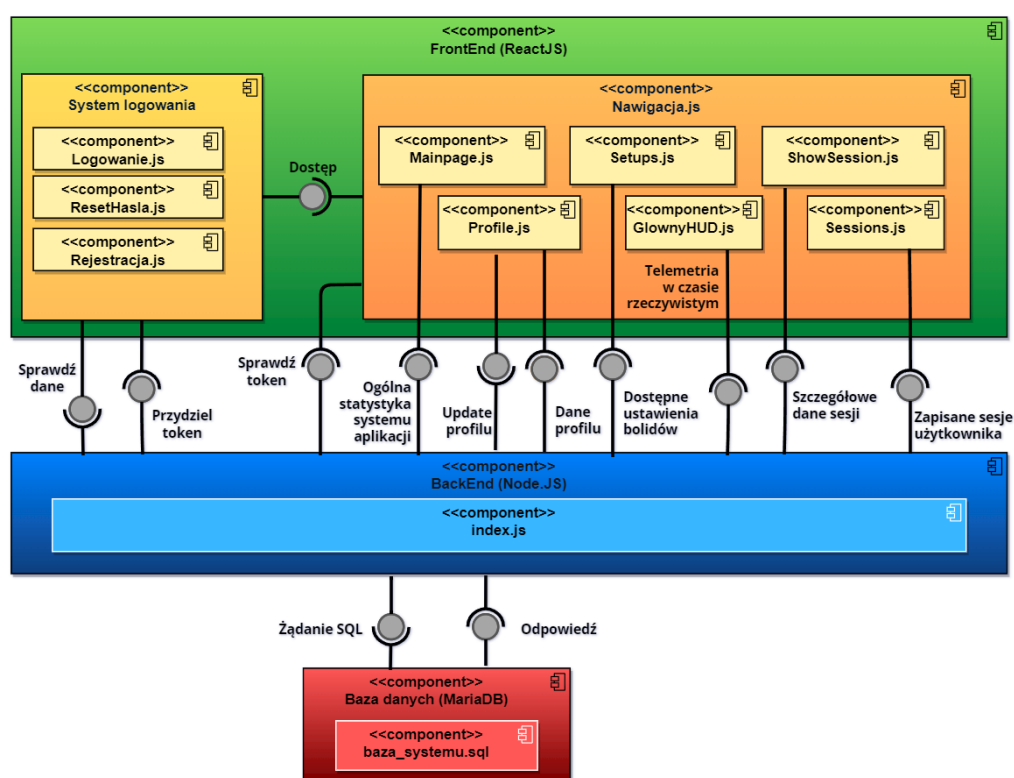 <<component>>
FrontEnd (ReactJS)
<<component>>
System logowania
<<component>>
Logowanie.js
<<component>>
ResetHasla.js
<<component>>
Rejestracja.js
Dostęp
<<component>>
Nawigacja.js
<<component>>
Mainpage.js
<<component>>
Setups.js
<<component>>
ShowSession.js
<<component>>
Profile.js
<<component>>
GlownyHUD.js
<<component>>
Sessions.js
Telemetria
w czasie
rzeczywistym
Sprawdź
dane
Przydziel
token
Sprawdź
token
Ogólna
statystyka
systemu
aplikacji
Update
profilu
Dane
profilu
Dostępne
ustawienia
bolidów
Szczegółowe
dane sesji
Zapisane sesje
użytkownika
<<component>>
BackEnd (Node.JS)
<<component>>
index.js
Żądanie SQL
Odpowiedź
<<component>>
Baza danych (MariaDB)
<<component>>
baza_systemu.sql